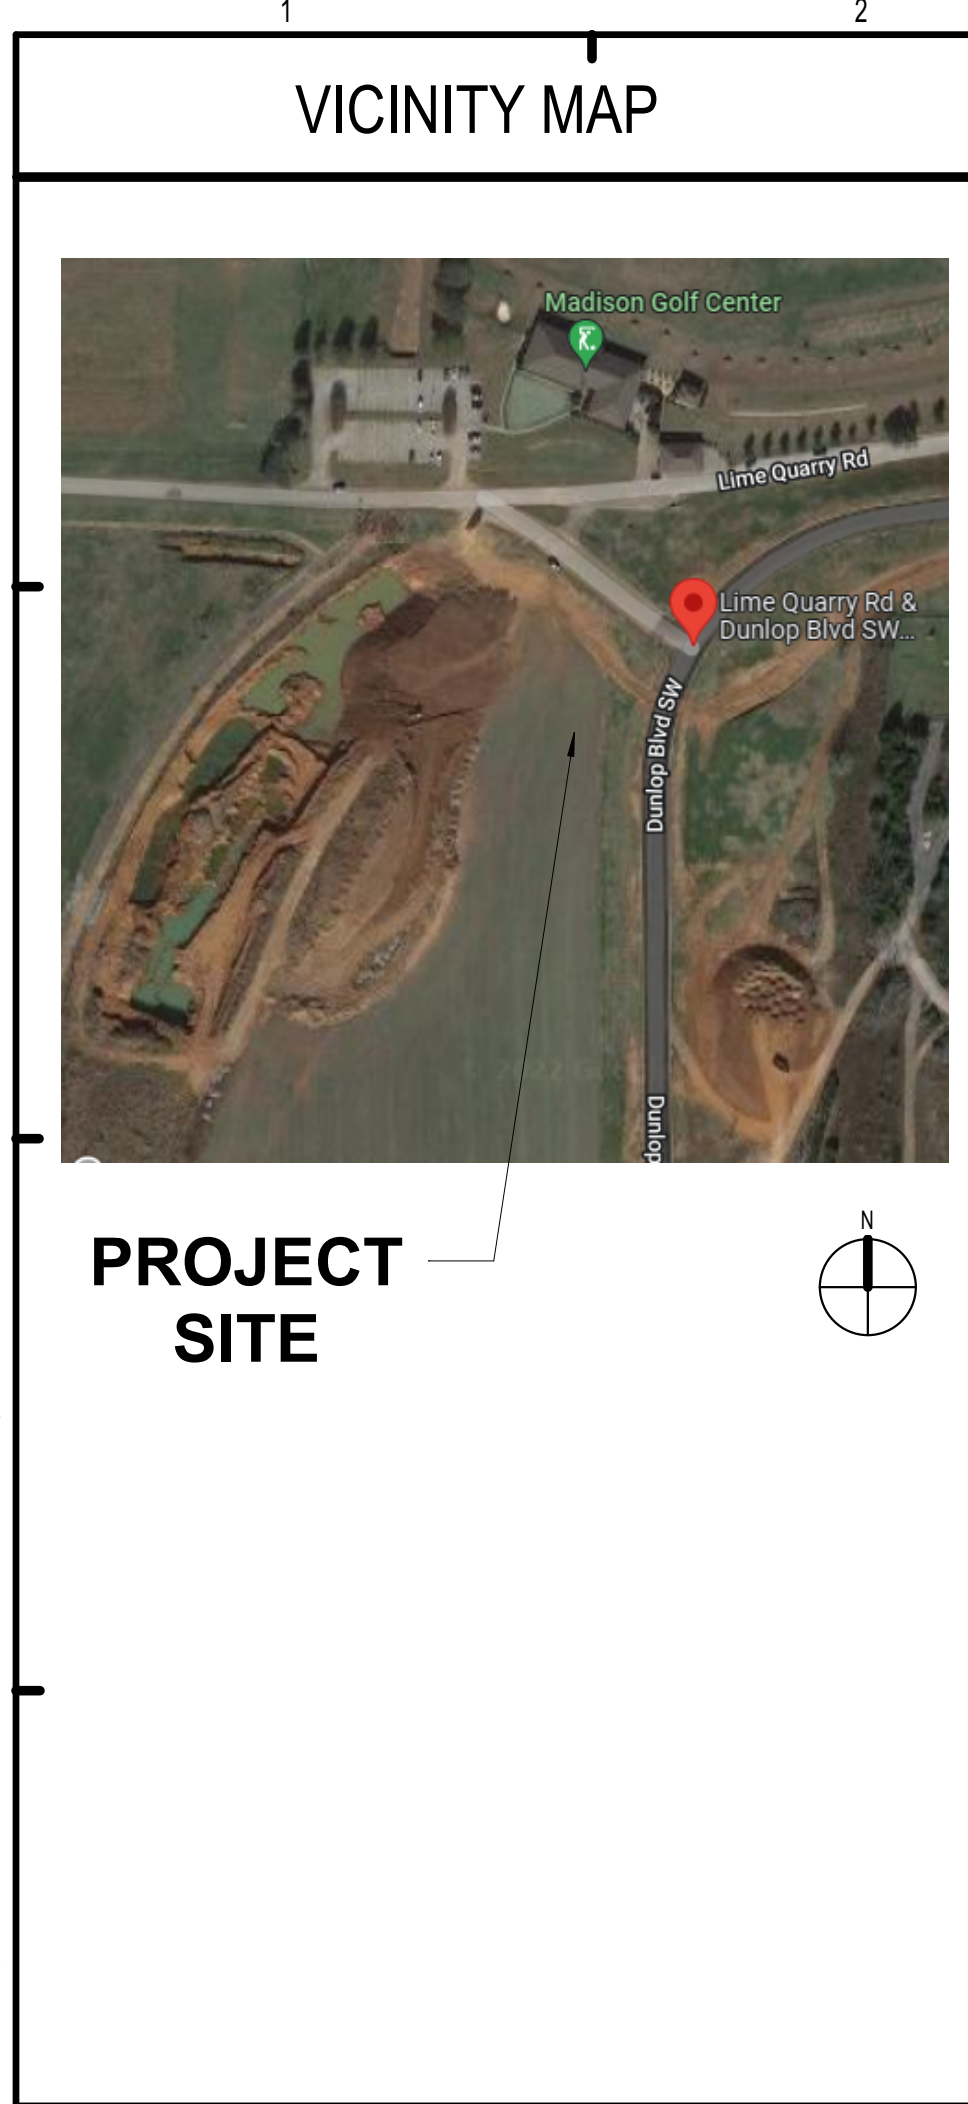 1
2
VICINITY MAP
Madison Golf Center
Lime Quarry Rd
Lime Quarry Rd &
Dunlop Blvd SW...
Dunlop Blvd SW
Dunlop
PROJECT
SITE
N